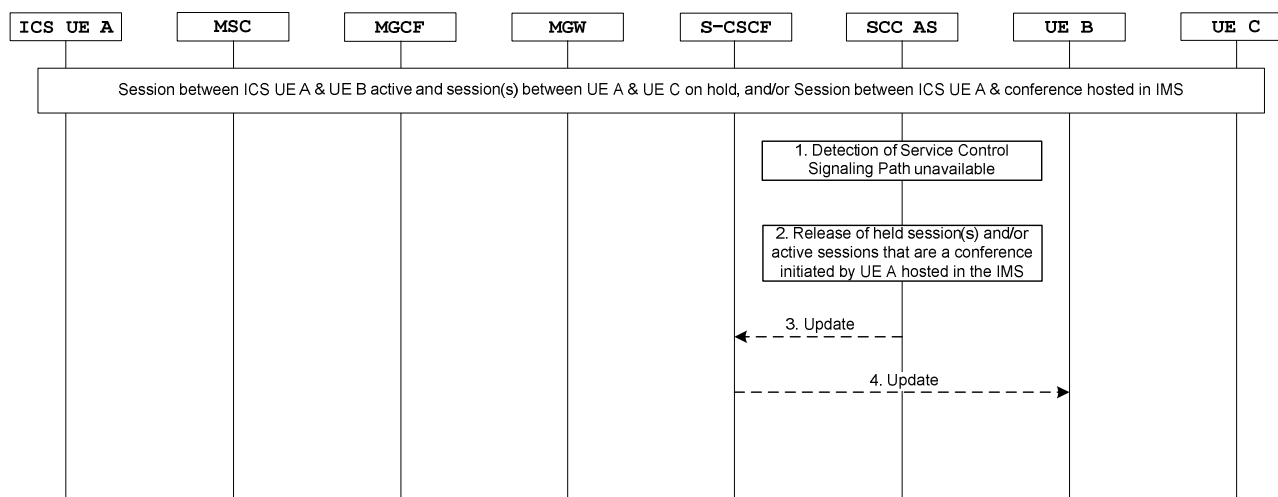 ICS UE A MSC MGCF MGW S-CSCF SCC AS UE B UE C
Session between ICS UE A & UE B active and session(s) between UE A & UE C on hold, and/or Session between ICS UE A & conference hosted in IMS
1. Detection of Service Control
Signaling Path unavailable
2. Release of held session(s) and/or
active sessions that are a conference
initiated by UE A hosted in the IMS
3. Update
4. Update